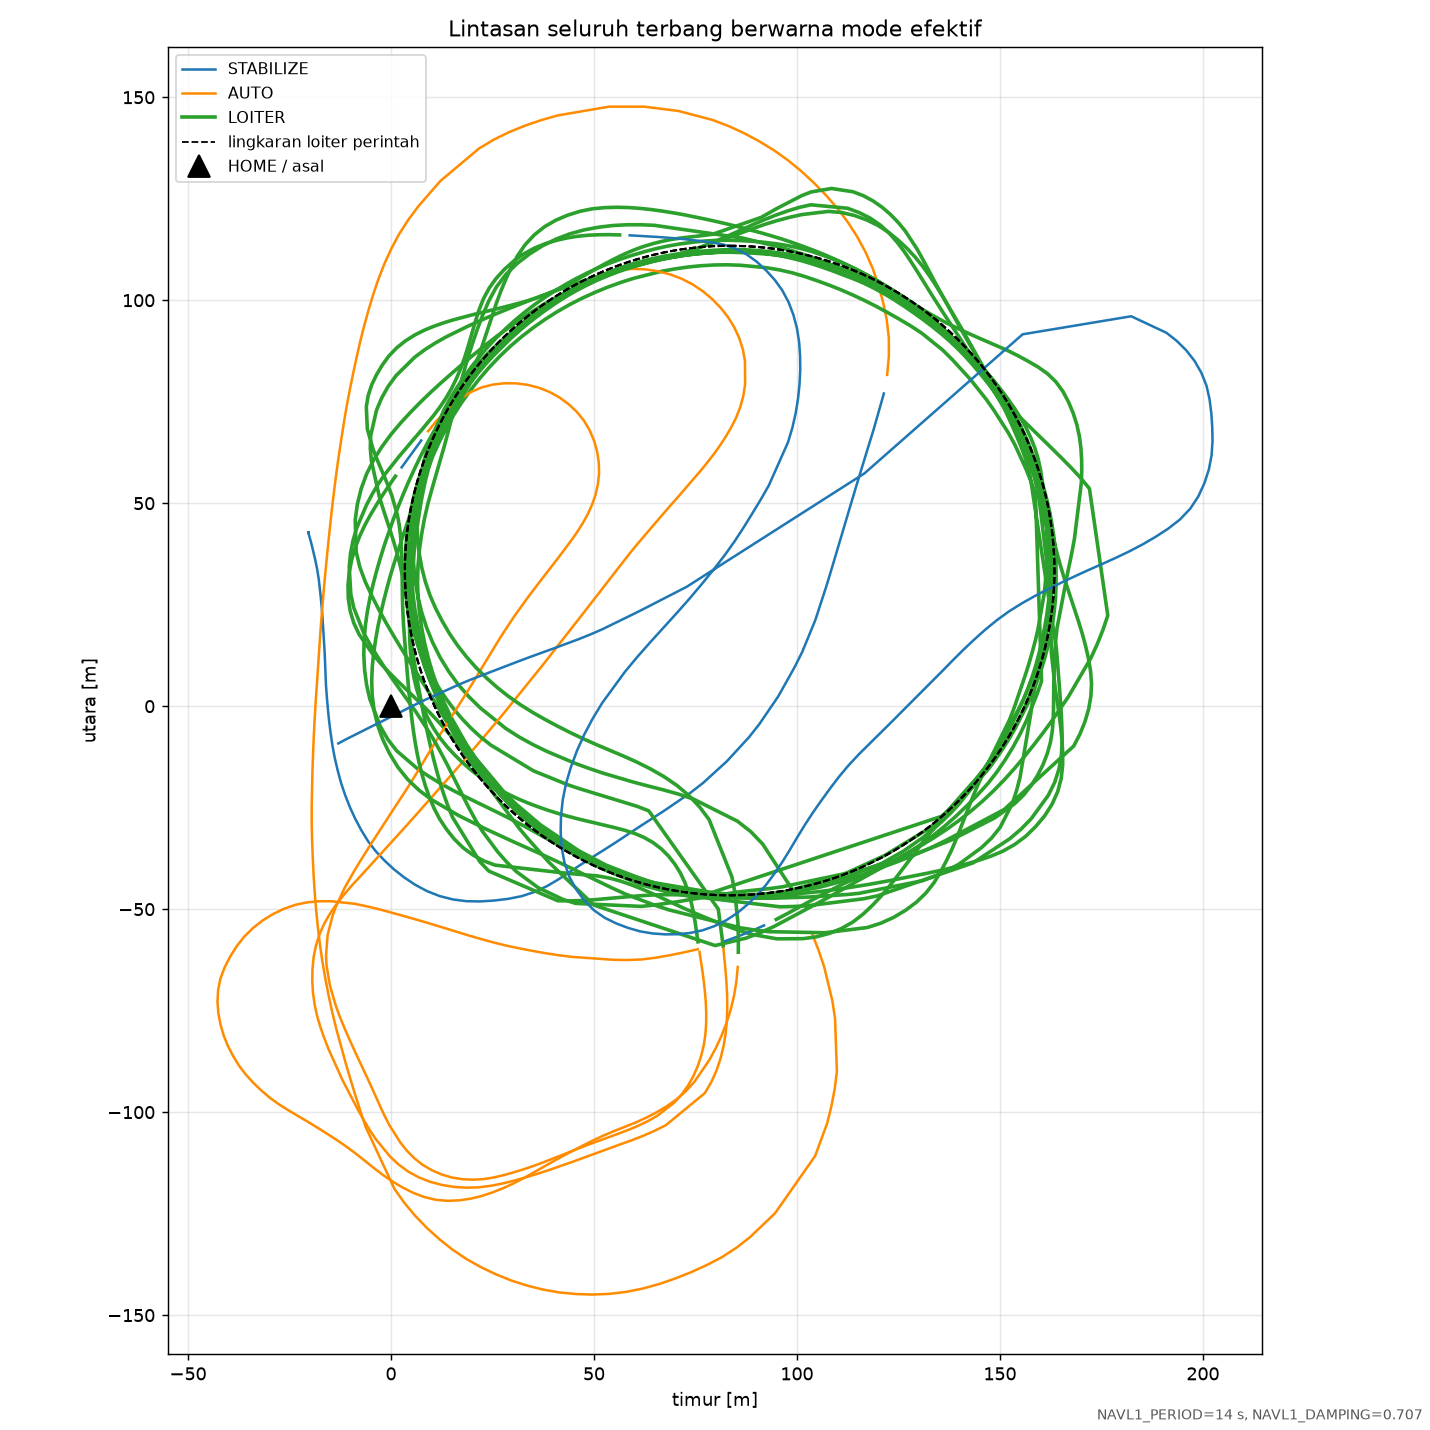 Lintasan seluruh terbang berwarna mode efektif
STABILIZE
AUTO
LOITER
lingkaran loiter perintah
HOME / asal
150
100
50
0
−50
−100
−150
utara [m]
−50
0
50
100
150
200
timur [m]
NAVL1_PERIOD=14 s, NAVL1_DAMPING=0.707